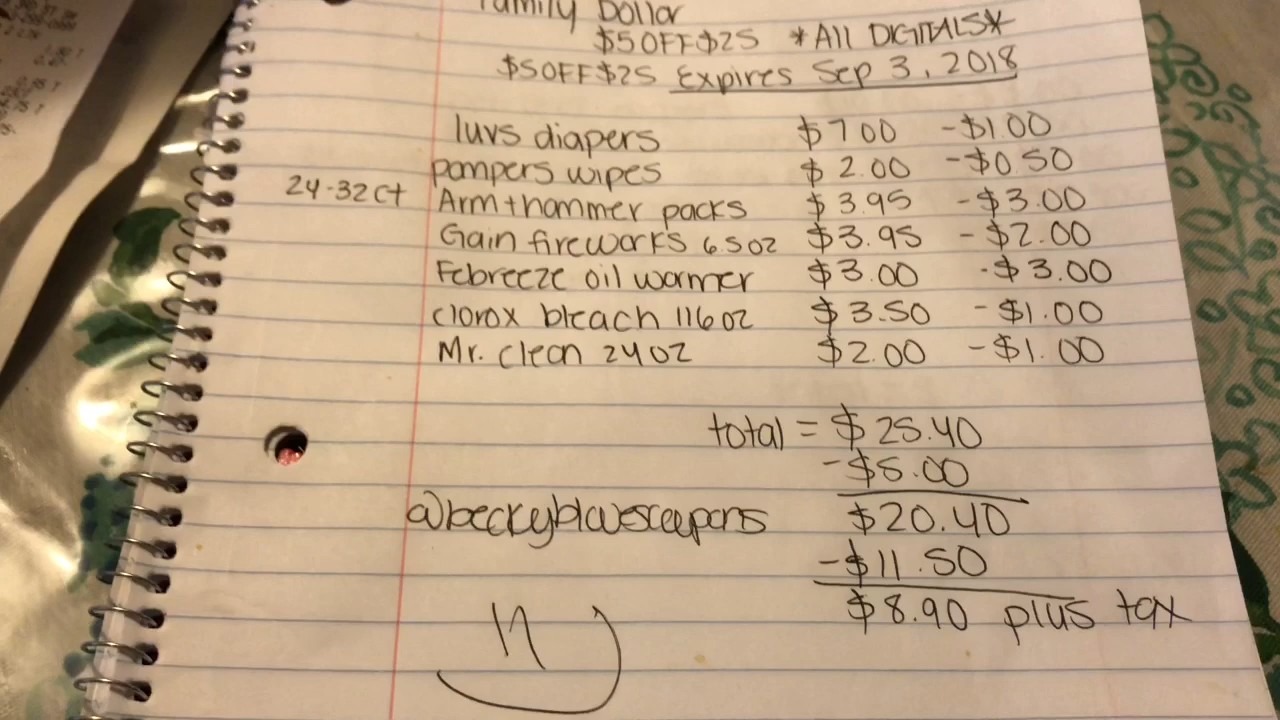 Family Dollar
$5OFF$25 *All DIGITALS*
$5OFF$25 Expires Sep 3, 2018
luvs diapers $7.00 -$1.00
pampers wipes $2.00 -$0.50
24-32ct Arm+hammer packs $3.95 -$3.00
Gain fireworks 6.5oz $3.95 -$2.00
Febreeze oil warmer $3.00 -$3.00
clorox bleach 116oz $3.50 -$1.00
Mr. clean 24oz $2.00 -$1.00
total = $25.40
-$5.00
$20.40
-$11.50
$8.90 plus tax